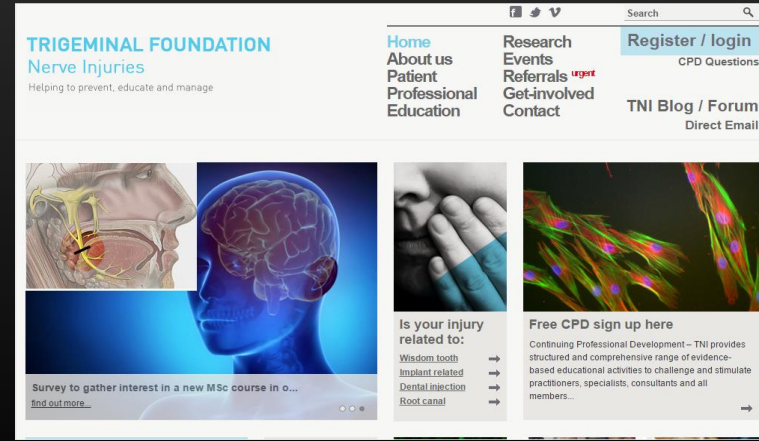 Search
TRIGEMINAL FOUNDATION
Nerve Injuries
Helping to prevent, educate and manage
Home
About us
Patient
Professional
Education
Research
Events
Referrals urgent
Get-involved
Contact
Register / login
CPD Questions
TNI Blog / Forum
Direct Email
Survey to gather interest in a new MSc course in o...
find out more...
Is your injury
related to:
Wisdom tooth
Implant related
Dental injection
Root canal
Free CPD sign up here
Continuing Professional Development – TNI provides
structured and comprehensive range of evidence-
based educational activities to challenge and stimulate
practitioners, specialists, consultants and all
members...